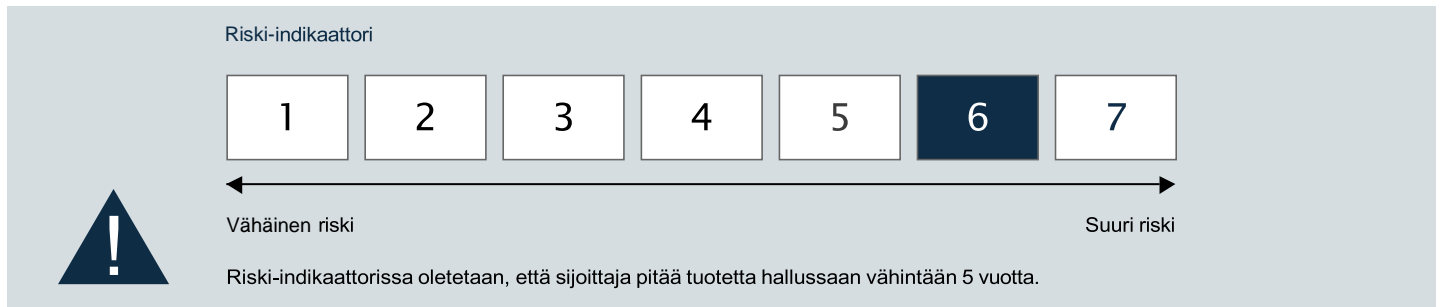 Riski-indikaattori
1 2 3 4 5 6 7
Vähäinen riski Suuri riski
!
Riski-indikaattorissa oletetaan, että sijoittaja pitää tuotetta hallussaan vähintään 5 vuotta.